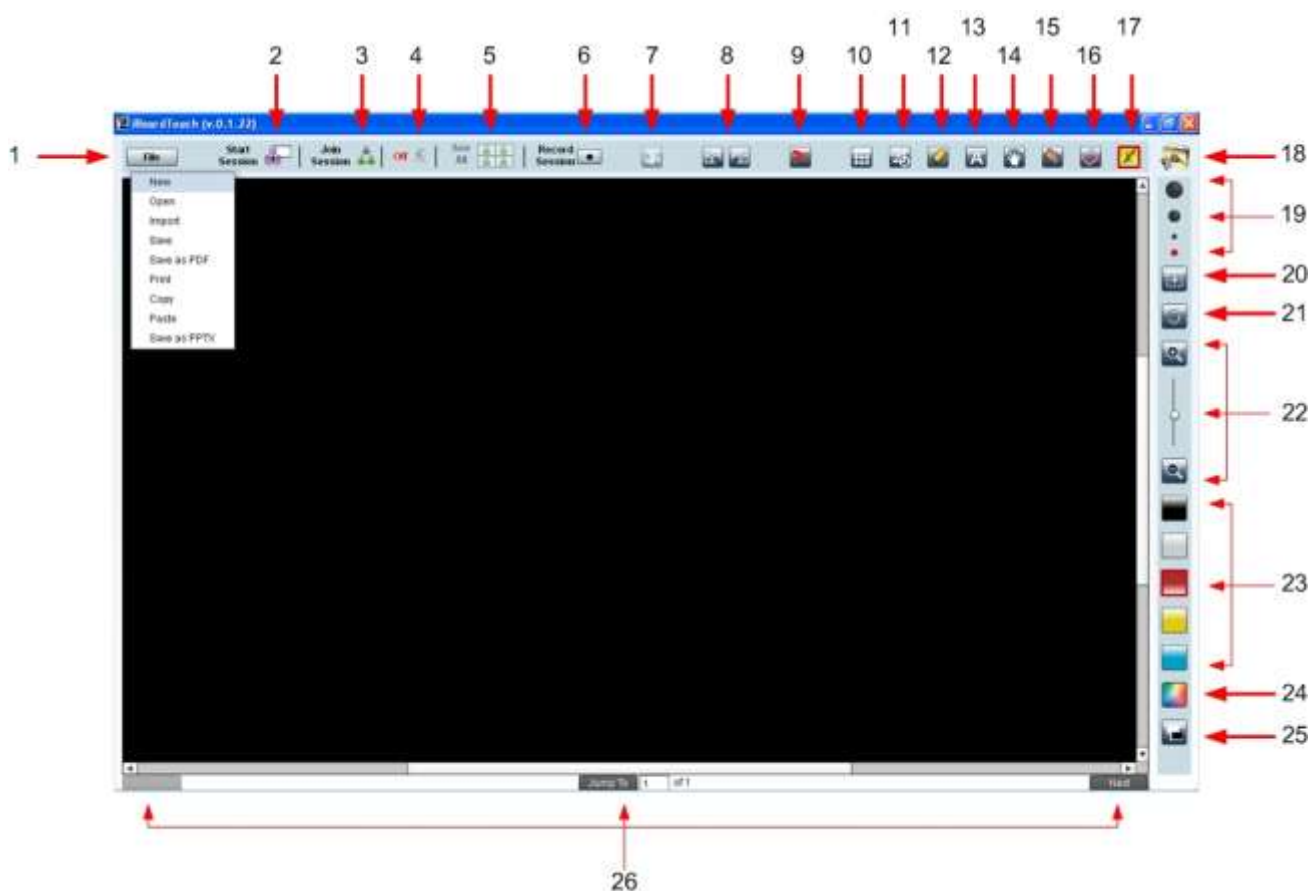 11 13 15 17
2 3 4 5 6 7 8 9 10 12 14 16
iBoardTouch (v.0.1.22)
1
File
Start Session
Join Session
Off
Record Session
18
New
Open
Import
Save
Save as PDF
Print
Copy
Paste
Save as PPTX
19
20
21
22
23
24
25
Jump To 1 of 1
Next
26